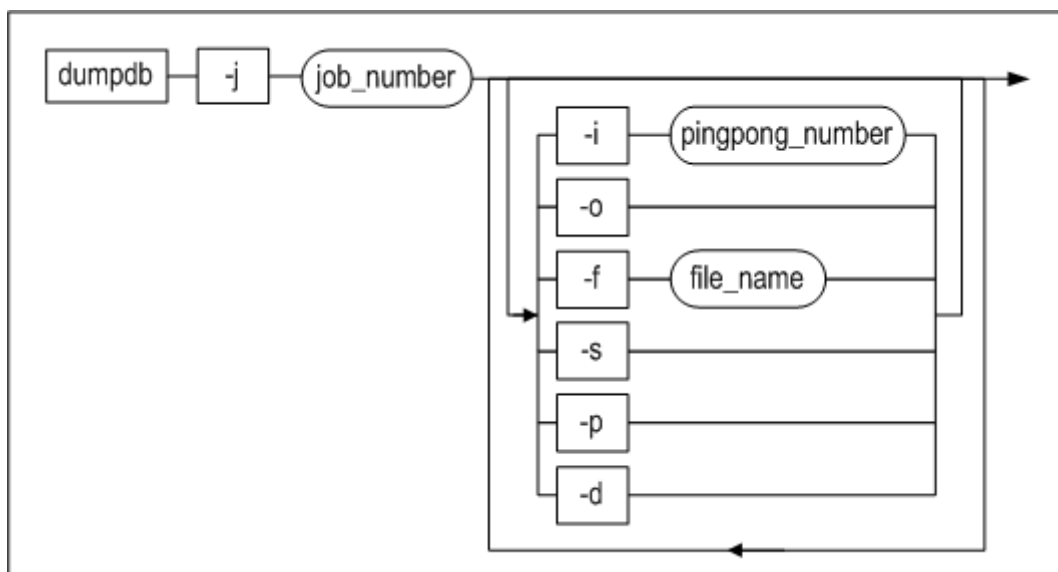 dumpdb -j job_number
-i pingpong_number
-o
-f file_name
-s
-p
-d